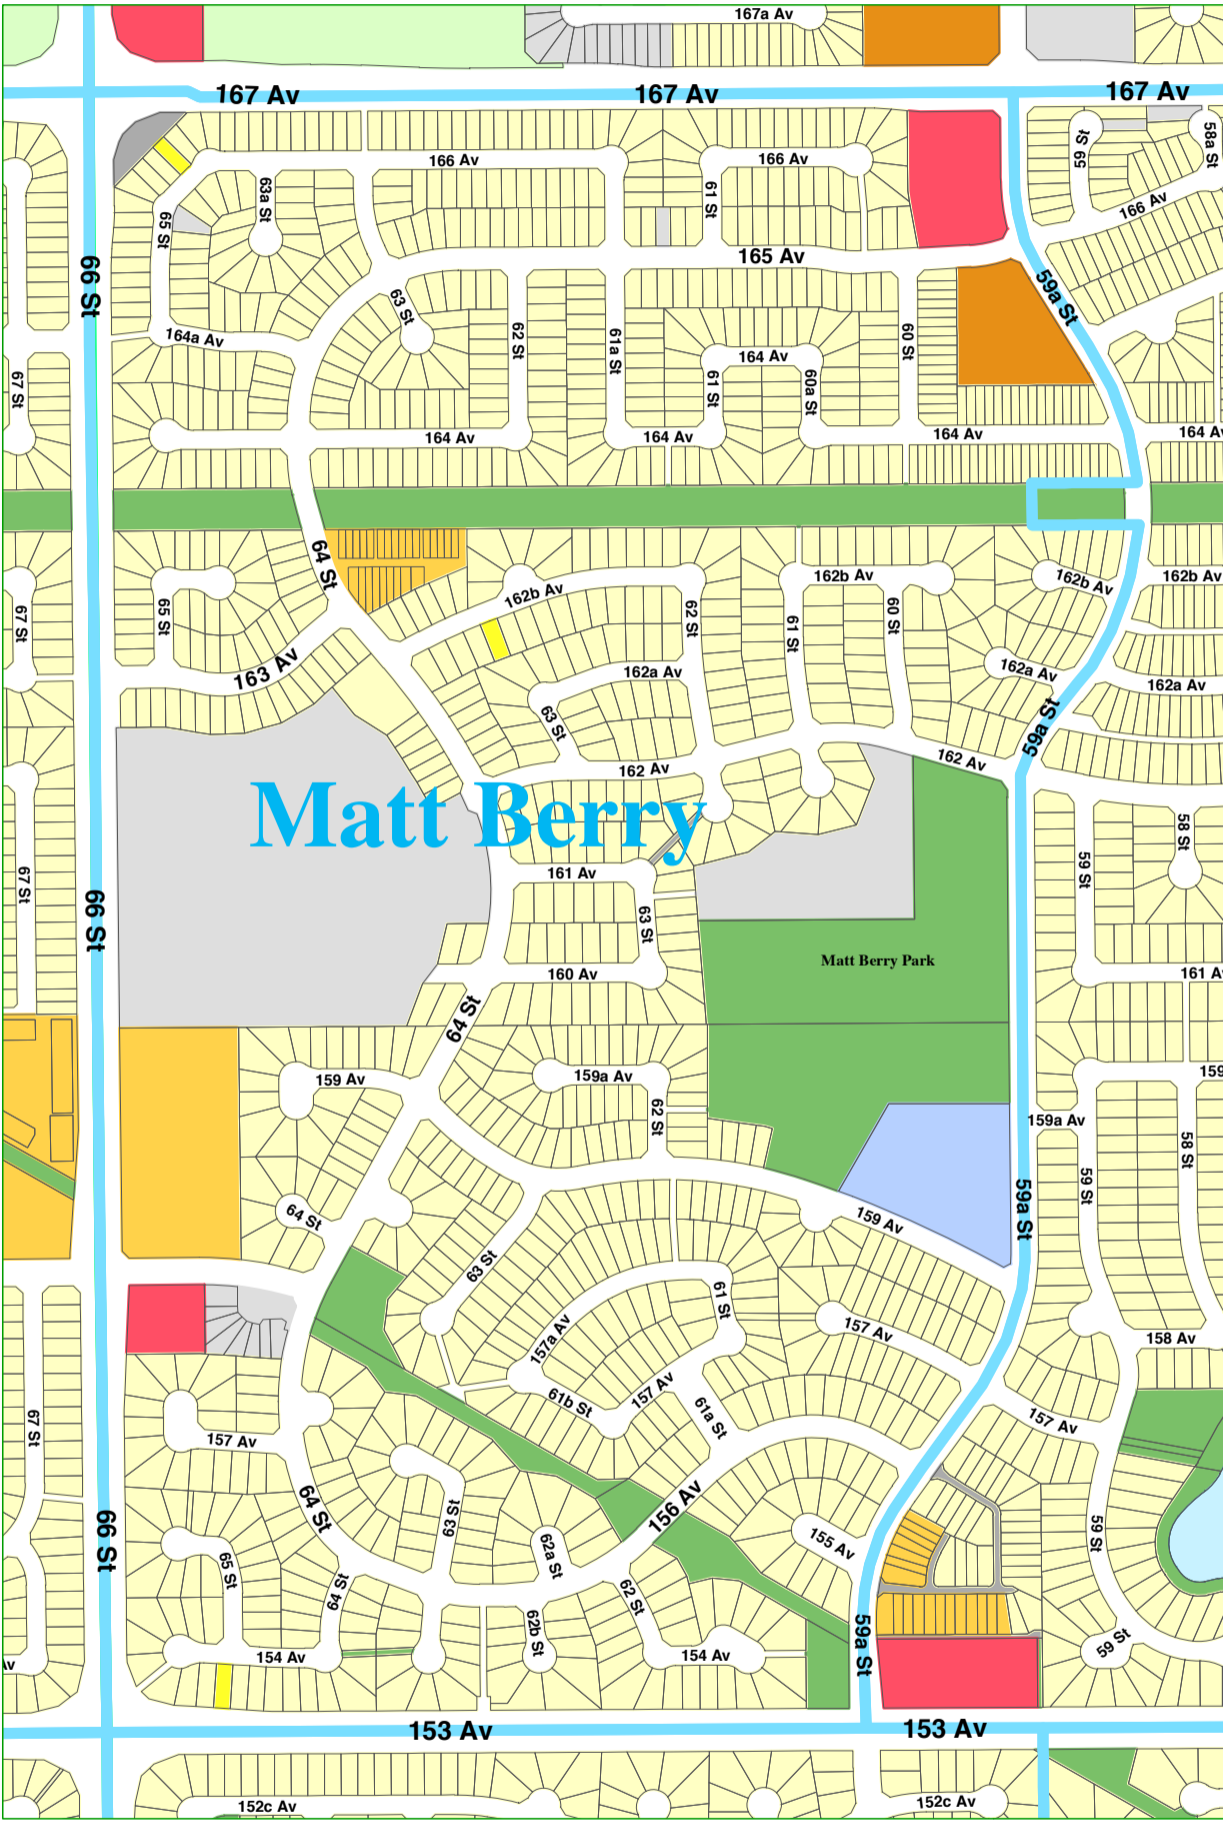 167a Av
167 Av
167 Av
167 Av
58a St
59 St
166 Av
166 Av
63a St
61 St
166 Av
65 St
165 Av
66 St
59a St
63 St
164a Av
62 St
61a St
60 St
164 Av
67 St
61 St
60a St
164 Av
164 Av
164 Av
164 Av
64 St
162b Av
162b Av
162b Av
162b Av
67 St
65 St
62 St
61 St
60 St
163 Av
162a Av
162a Av
162a Av
63 St
59a St
162 Av
162 Av
Matt Berry
58 St
67 St
161 Av
59 St
66 St
63 St
Matt Berry Park
160 Av
161 A
64 St
159 Av
159a Av
159
62 St
159a Av
58 St
59 St
64 St
159 Av
59a St
63 St
61 St
157a Av
157 Av
158 Av
67 St
61b St
157 Av
61a St
157 Av
157 Av
64 St
156 Av
63 St
66 St
62a St
155 Av
59 St
65 St
64 St
62 St
62b St
59a St
59 St
Av
154 Av
154 Av
153 Av
153 Av
152c Av
152c Av